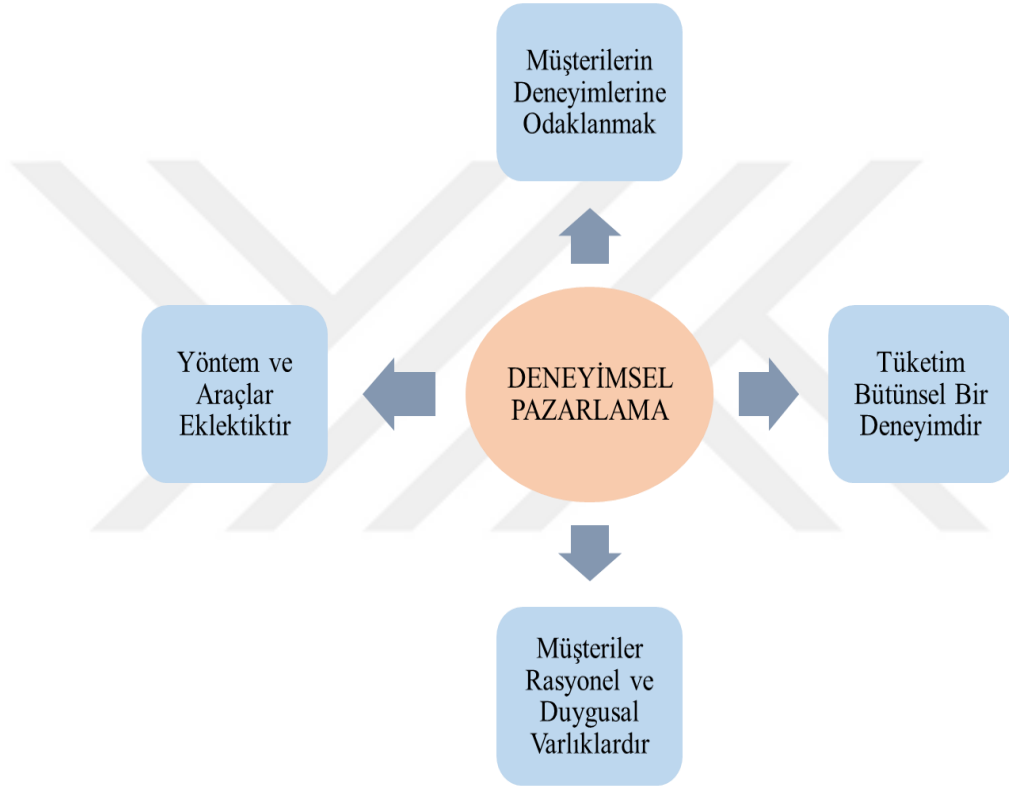 Müşterilerin
Deneyimlerine
Odaklanmak
Yöntem ve
Araçlar
Eklektiktir
DENEYİMSEL
PAZARLAMA
Tüketim
Bütünsel Bir
Deneyimdir
Müşteriler
Rasyonel ve
Duygusal
Varlıklardır